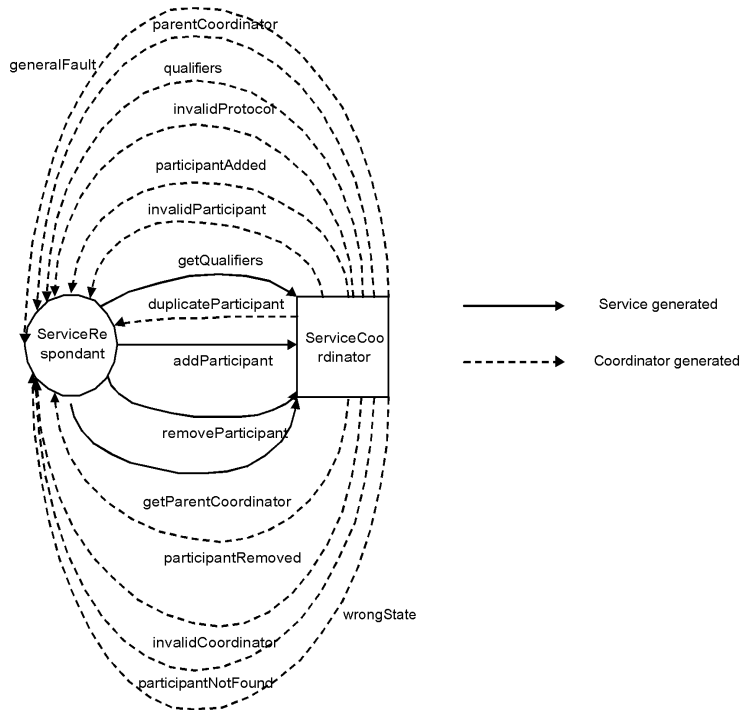 parentCoordinator
generalFault
qualifiers
invalidProtocol
participantAdded
invalidParticipant
getQualifiers
duplicateParticipant
Service generated
ServiceRe
spondant
ServiceCoo
rdinator
addParticipant
Coordinator generated
removeParticipant
getParentCoordinator
participantRemoved
wrongState
invalidCoordinator
participantNotFound